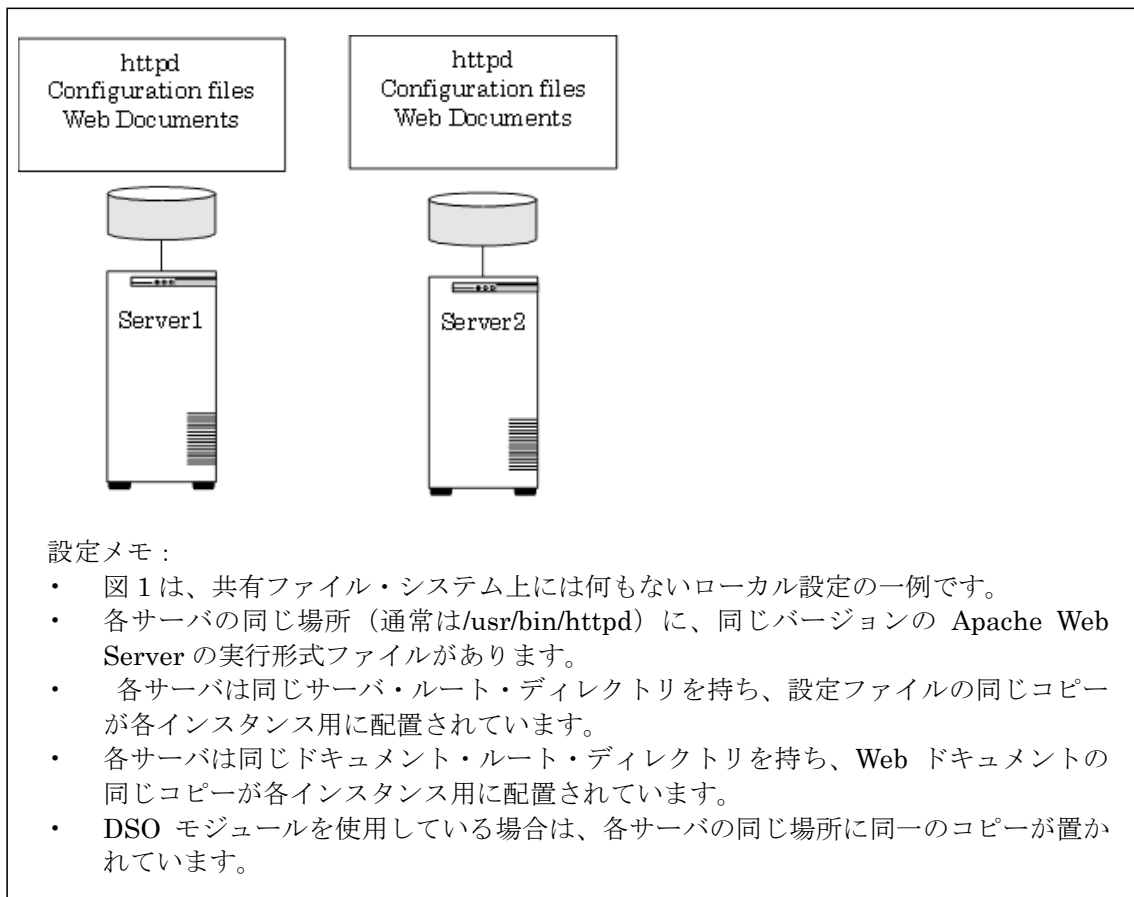 httpd
Configuration files
Web Documents
httpd
Configuration files
Web Documents
Server1
Server2
設定メモ：
・ 図１は、共有ファイル・システム上には何もないローカル設定の一例です。
・ 各サーバの同じ場所（通常は/usr/bin/httpd）に、同じバージョンの Apache Web
Server の実行形式ファイルがあります。
・ 各サーバは同じサーバ・ルート・ディレクトリを持ち、設定ファイルの同じコピー
が各インスタンス用に配置されています。
・ 各サーバは同じドキュメント・ルート・ディレクトリを持ち、Web ドキュメントの
同じコピーが各インスタンス用に配置されています。
・ DSO モジュールを使用している場合は、各サーバの同じ場所に同一のコピーが置か
れています。